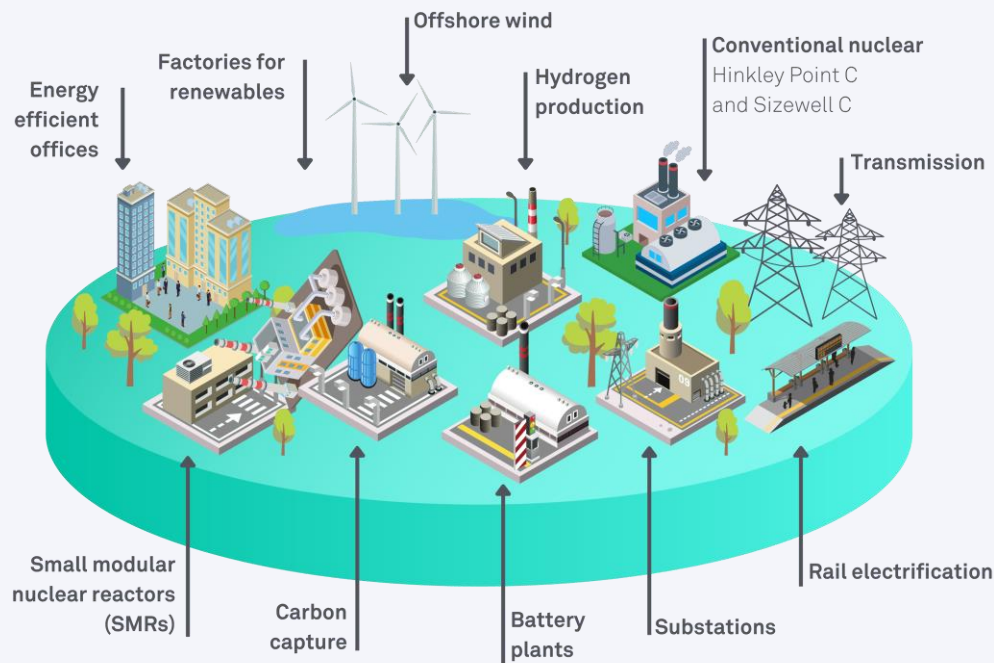 Offshore wind
Factories for
renewables
Energy
efficient
offices
Hydrogen
production
Conventional nuclear
Hinkley Point C
and Sizewell C
Transmission
03
Small modular
nuclear reactors
(SMRs)
Carbon
capture
Battery
plants
Substations
Rail electrification